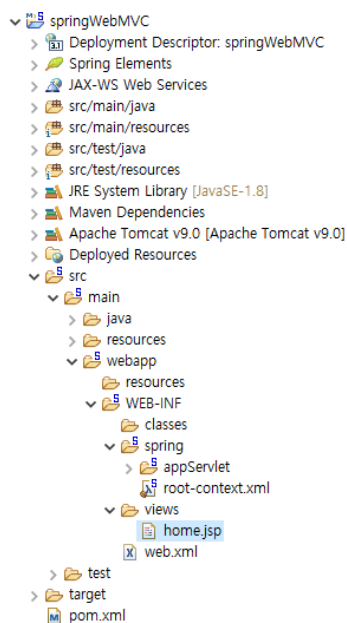 springWebMVC
Deployment Descriptor: springWebMVC
Spring Elements
JAX-WS Web Services
src/main/java
src/main/resources
src/test/java
src/test/resources
JRE System Library [JavaSE-1.8]
Maven Dependencies
Apache Tomcat v9.0 [Apache Tomcat v9.0]
Deployed Resources
src
main
java
resources
webapp
resources
WEB-INF
classes
spring
appServlet
root-context.xml
views
home.jsp
web.xml
test
target
pom.xml